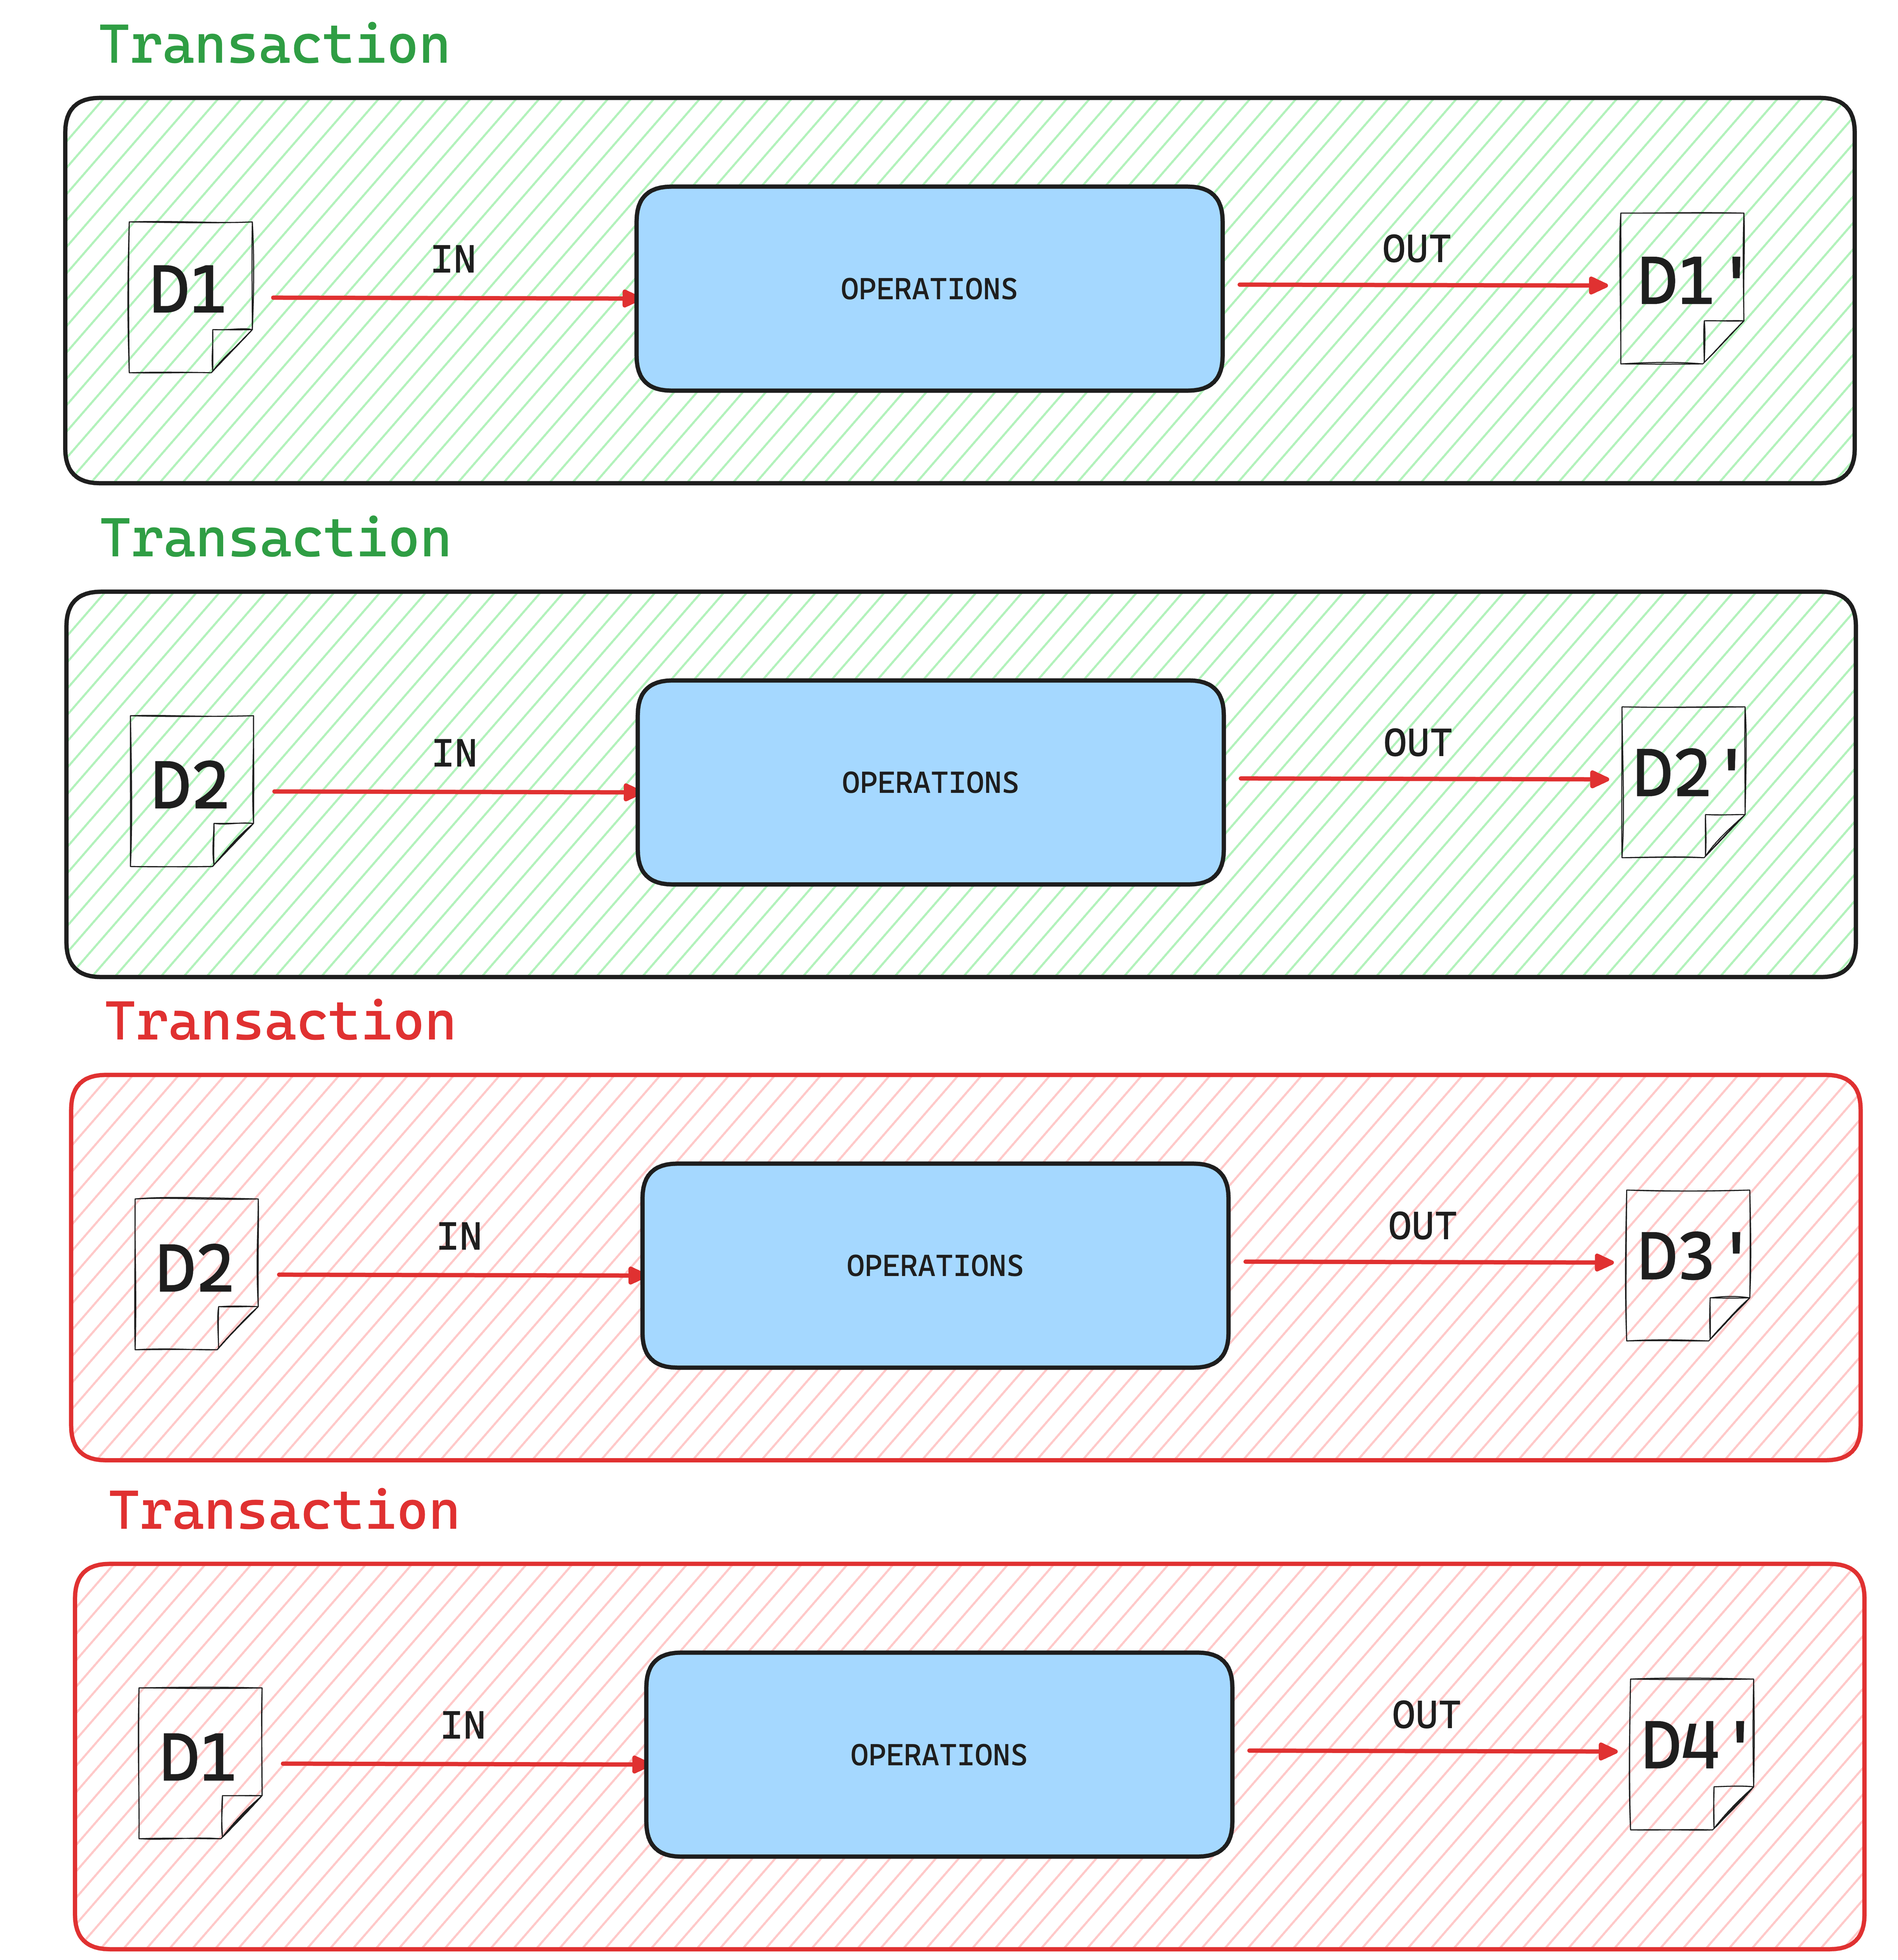 Transaction
D1
IN
OPERATIONS
OUT
D1'
Transaction
D2
IN
OPERATIONS
OUT
D2'
Transaction
D2
IN
OPERATIONS
OUT
D3'
Transaction
D1
IN
OPERATIONS
OUT
D4'